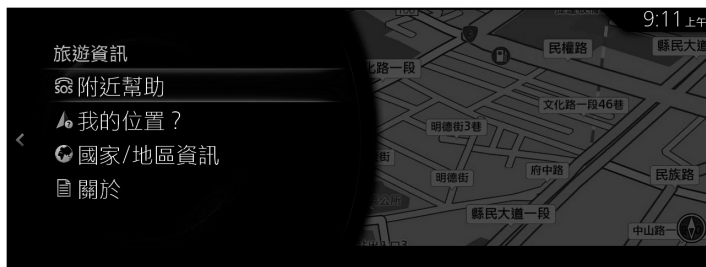 9:11上午
旅遊資訊
SOS 附近幫助
我的位置？
國家/地區資訊
關於
民權路
縣民大道
化路一段
文化路一段46巷
明德街3巷
街
明德街
府中路
民族路
縣民大道一段
中山路一